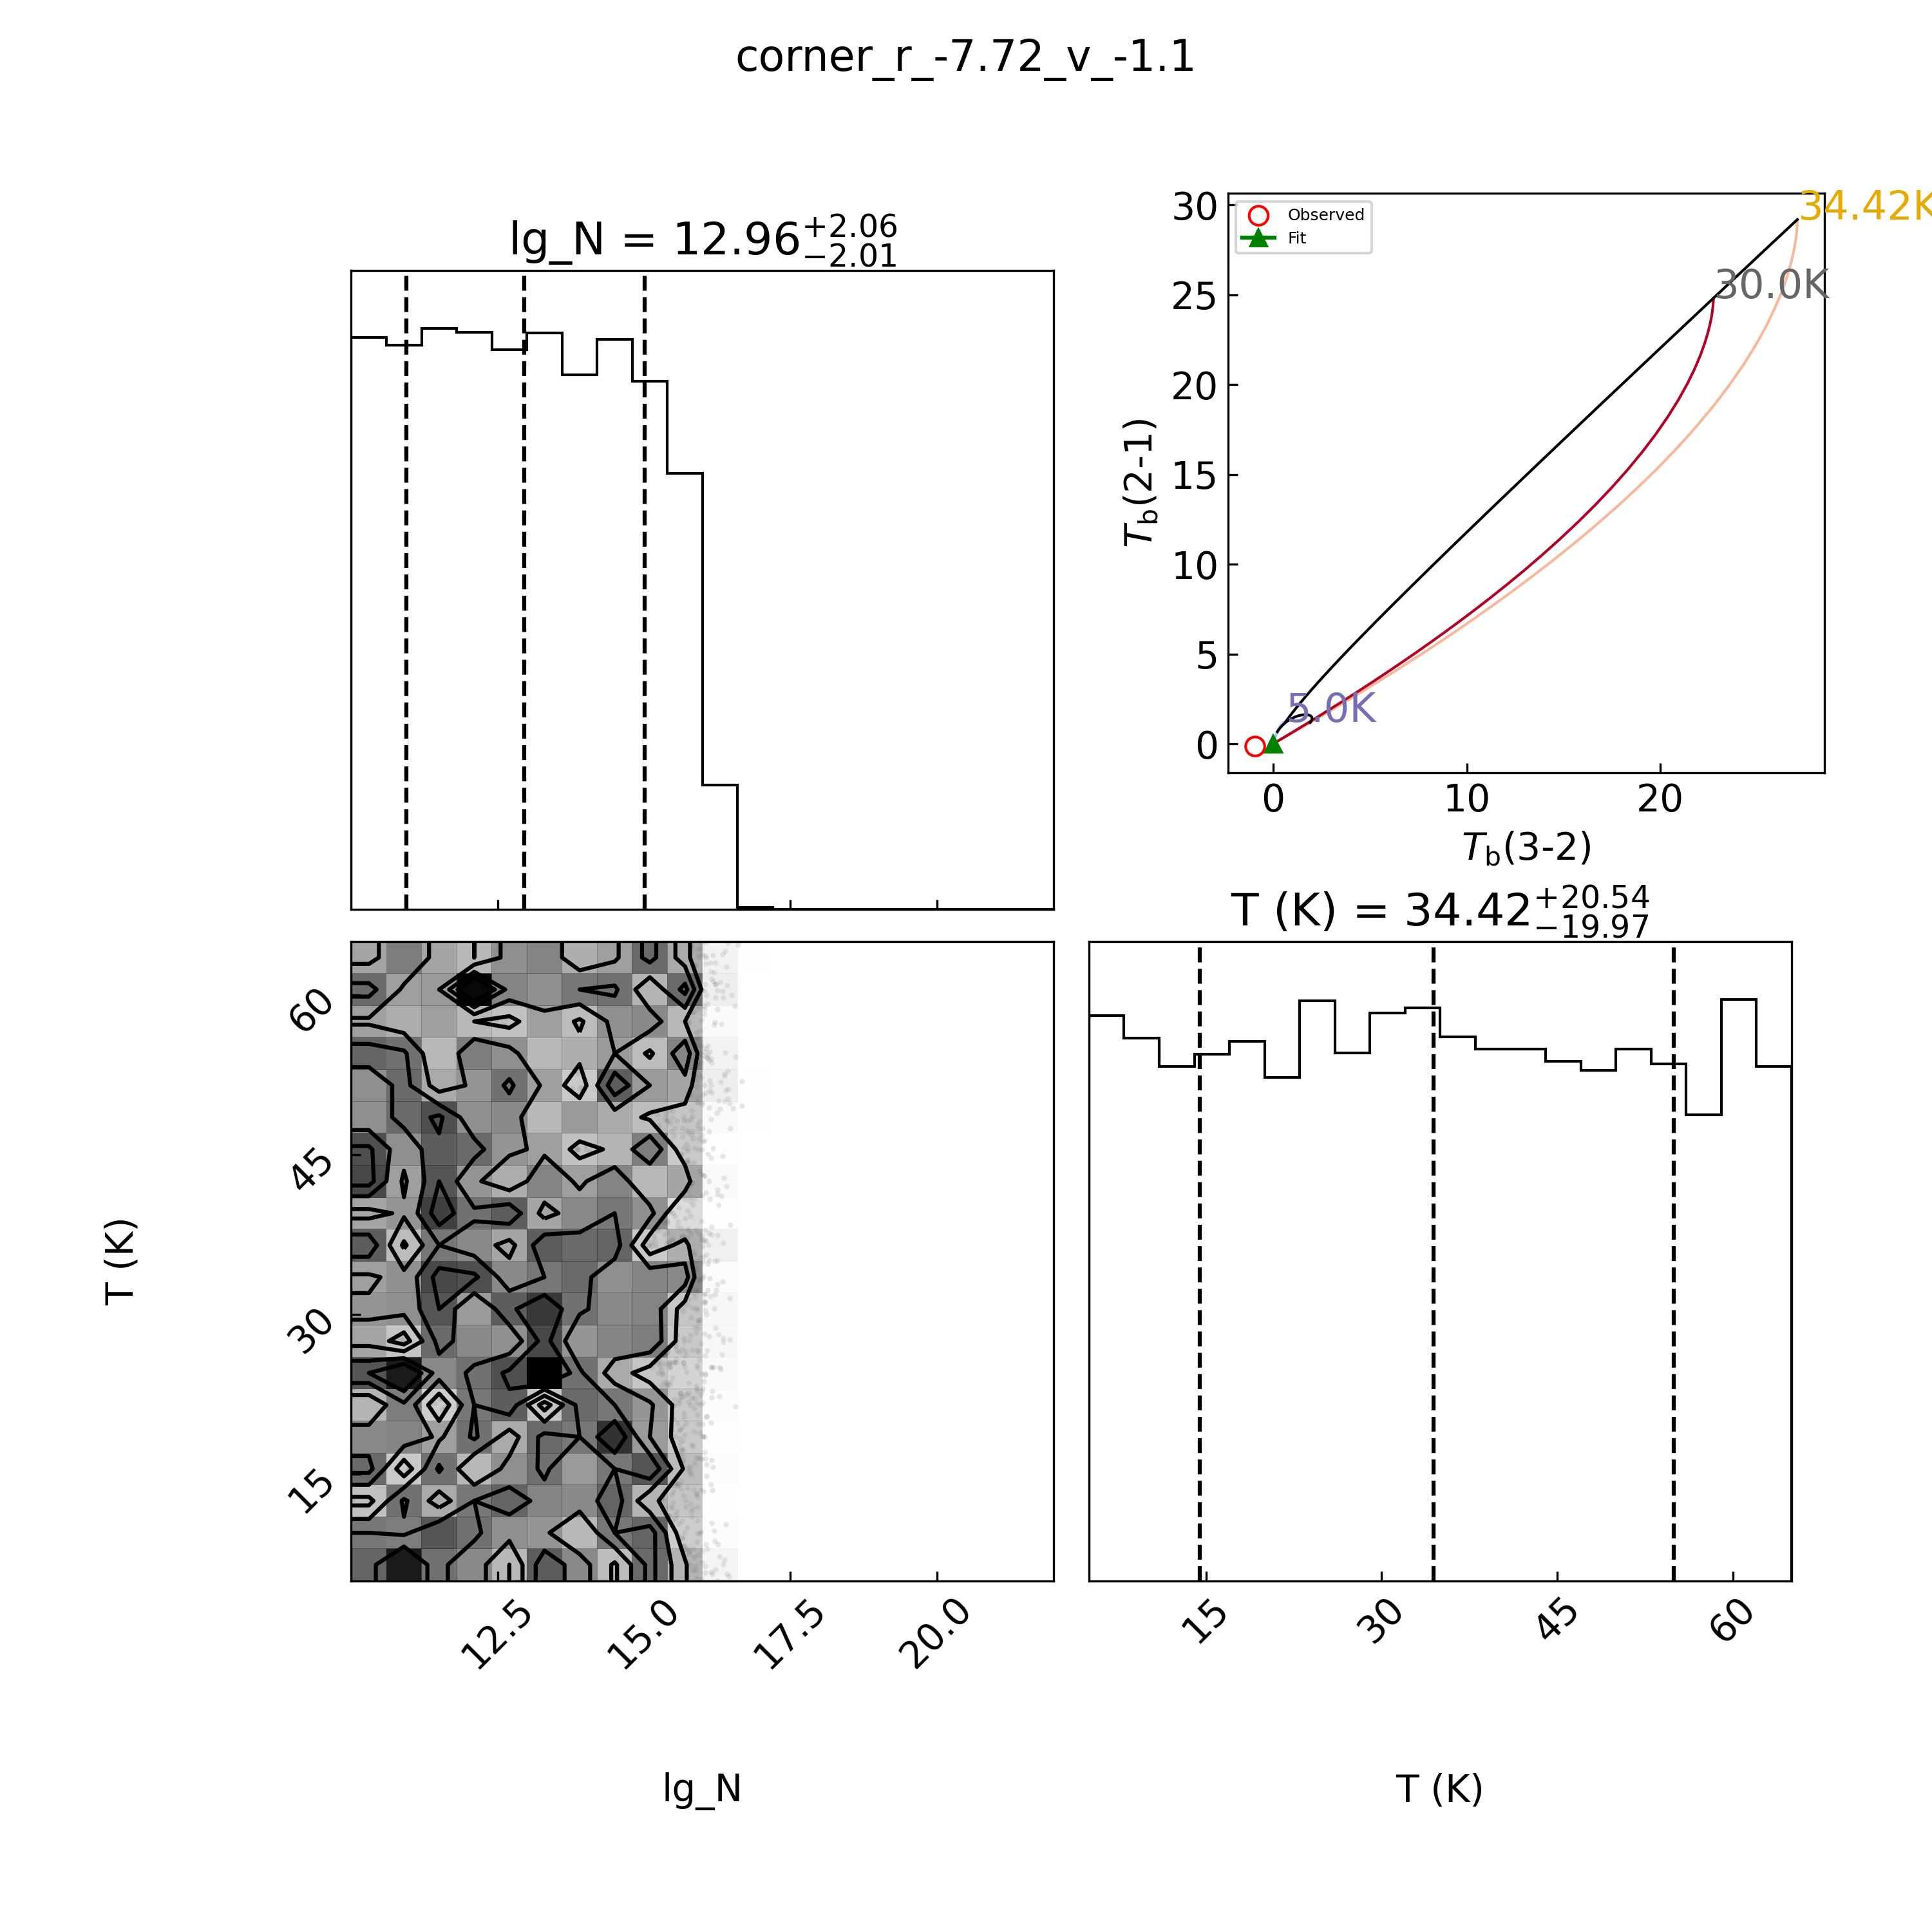 corner_r_-7.72_v_-1.1
lg_N = 12.96+2.06
−2.01
30
25
20
15
10
5
0
Tb(2-1)
Observed
Fit
34.42K
30.0K
5.0K
0 10 20
Tb(3-2)
T (K) = 34.42+20.54
−19.97
60
45
30
15
T (K)
12.5 15.0 17.5 20.0
lg_N
15 30 45 60
T (K)